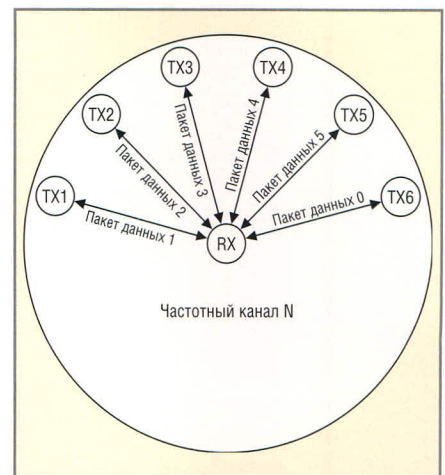 TX1
TX2
TX3
TX4
TX5
TX6
Пакет данных 1
Пакет данных 2
Пакет данных 3
Пакет данных 4
Пакет данных 5
Пакет данных 0
RX
Частотный канал N